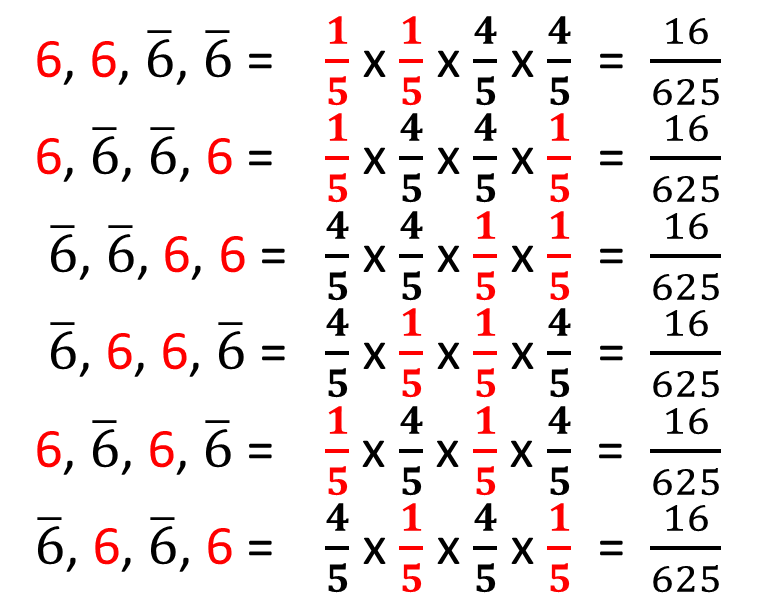 6, 6, 6̅, 6̅ = 1/5 x 1/5 x 4/5 x 4/5 = 16/625
6, 6̅, 6̅, 6 = 1/5 x 4/5 x 4/5 x 1/5 = 16/625
6̅, 6̅, 6, 6 = 4/5 x 4/5 x 1/5 x 1/5 = 16/625
6̅, 6, 6, 6̅ = 4/5 x 1/5 x 1/5 x 4/5 = 16/625
6, 6̅, 6, 6̅ = 1/5 x 4/5 x 1/5 x 4/5 = 16/625
6̅, 6, 6̅, 6 = 4/5 x 1/5 x 4/5 x 1/5 = 16/625